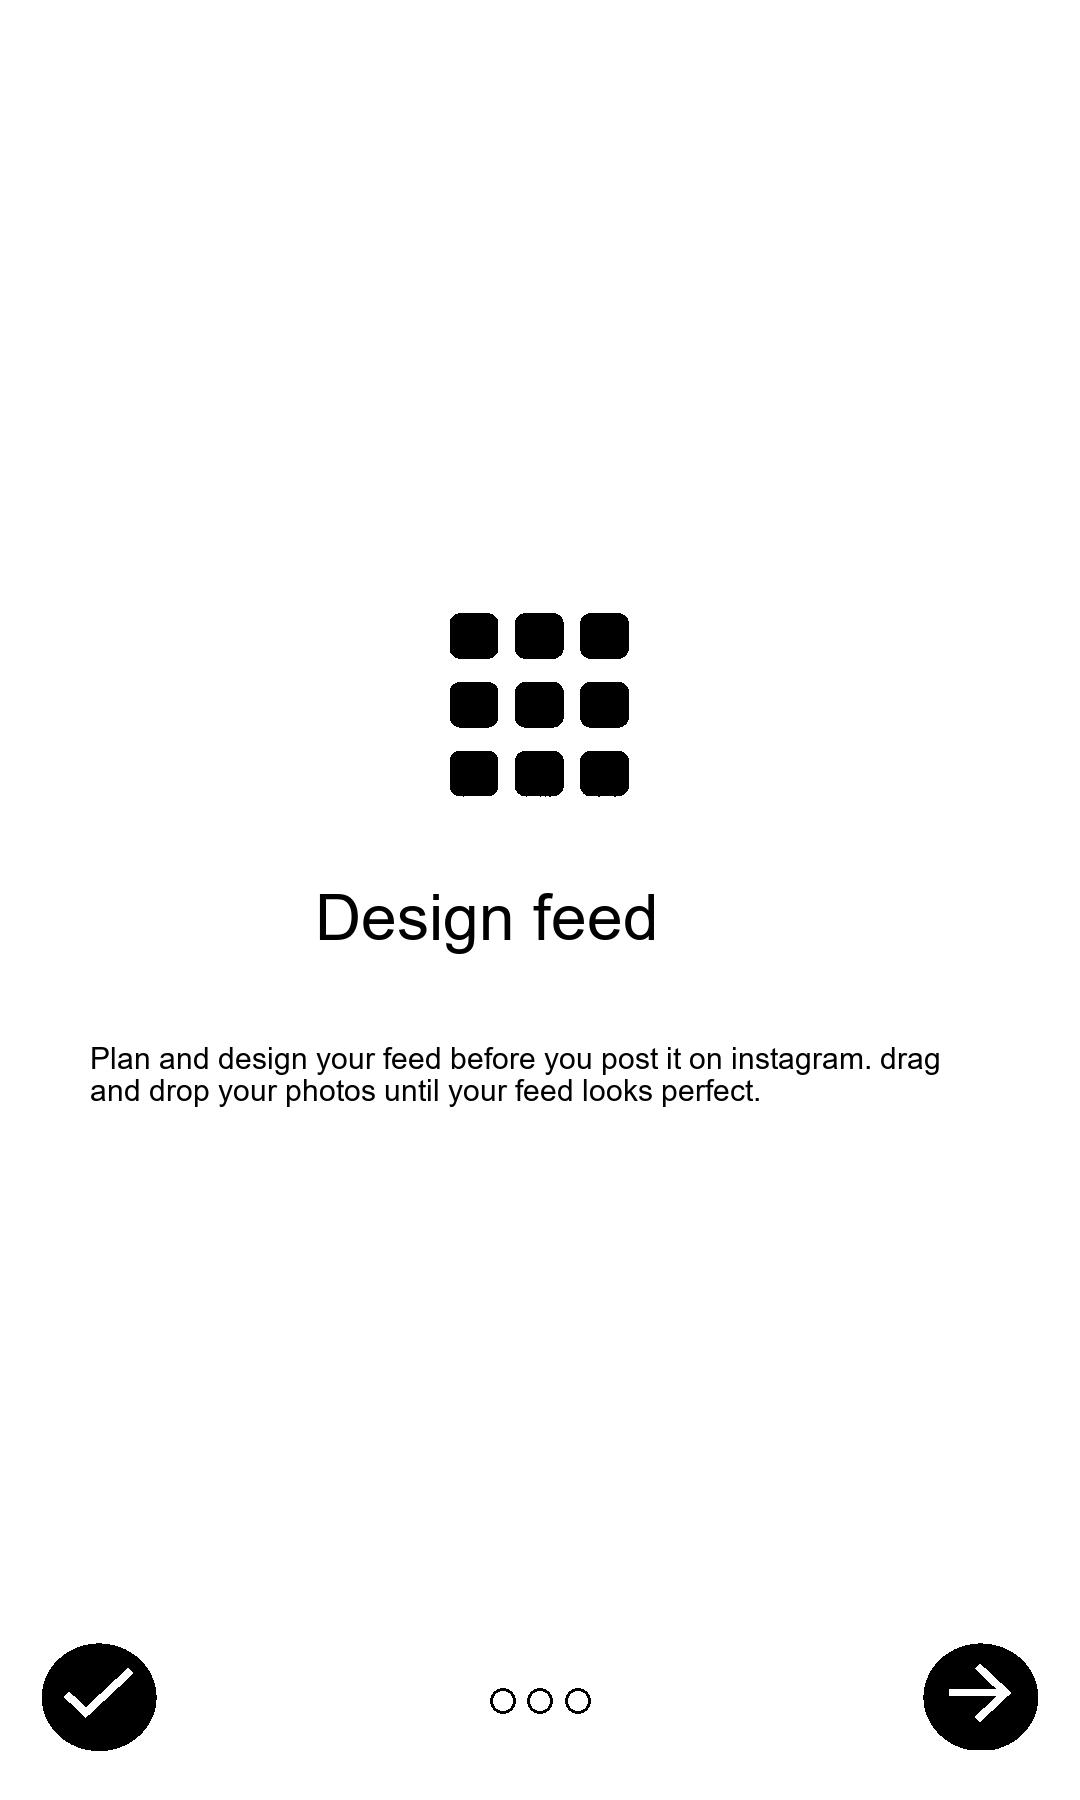 Design feed
Plan and design your feed before you post it on instagram. drag
and drop your photos until your feed looks perfect.